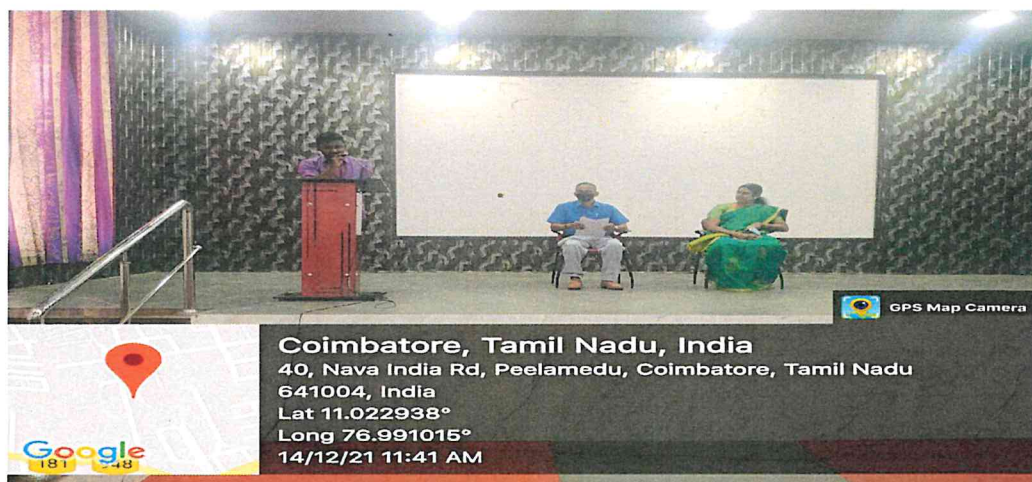 GPS Map Camera
Coimbatore, Tamil Nadu, India
40, Nava India Rd, Peelamedu, Coimbatore, Tamil Nadu
641004, India
Lat 11.022938°
Long 76.991015°
14/12/21 11:41 AM
Google
181